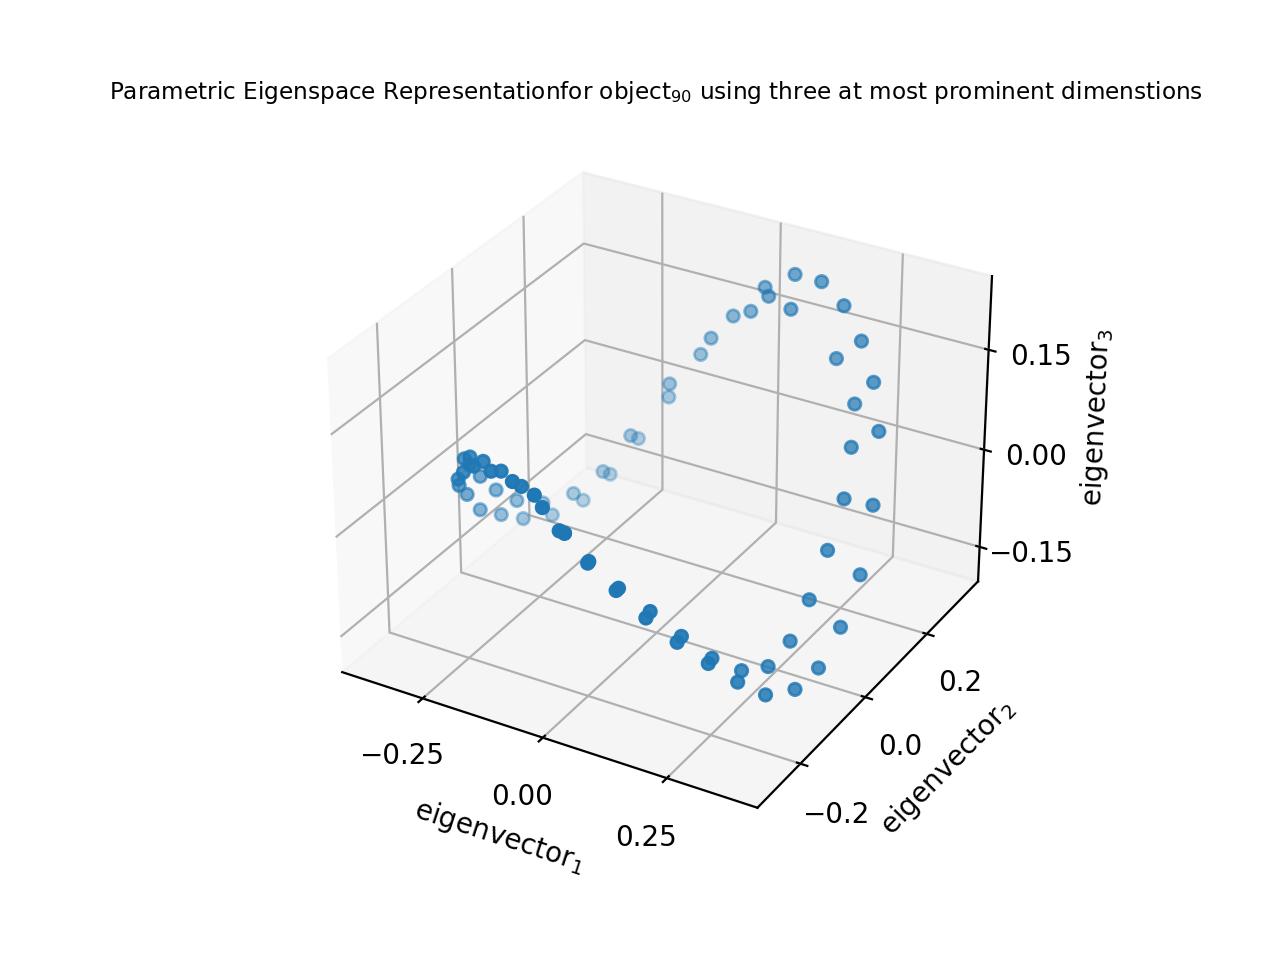 Parametric Eigenspace Representationfor object₉₀ using three at most prominent dimenstions
0.15
0.00
−0.15
eigenvector₃
0.2
0.0
−0.2
eigenvector₂
−0.25
0.00
0.25
eigenvector₁